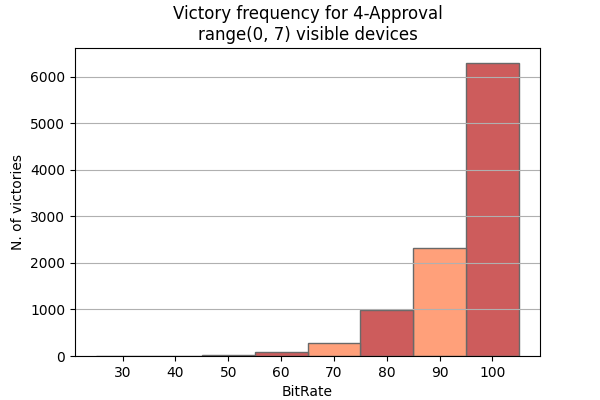 Victory frequency for 4-Approval
range(0, 7) visible devices
N. of victories
6000
5000
4000
3000
2000
1000
0
30 40 50 60 70 80 90 100
BitRate